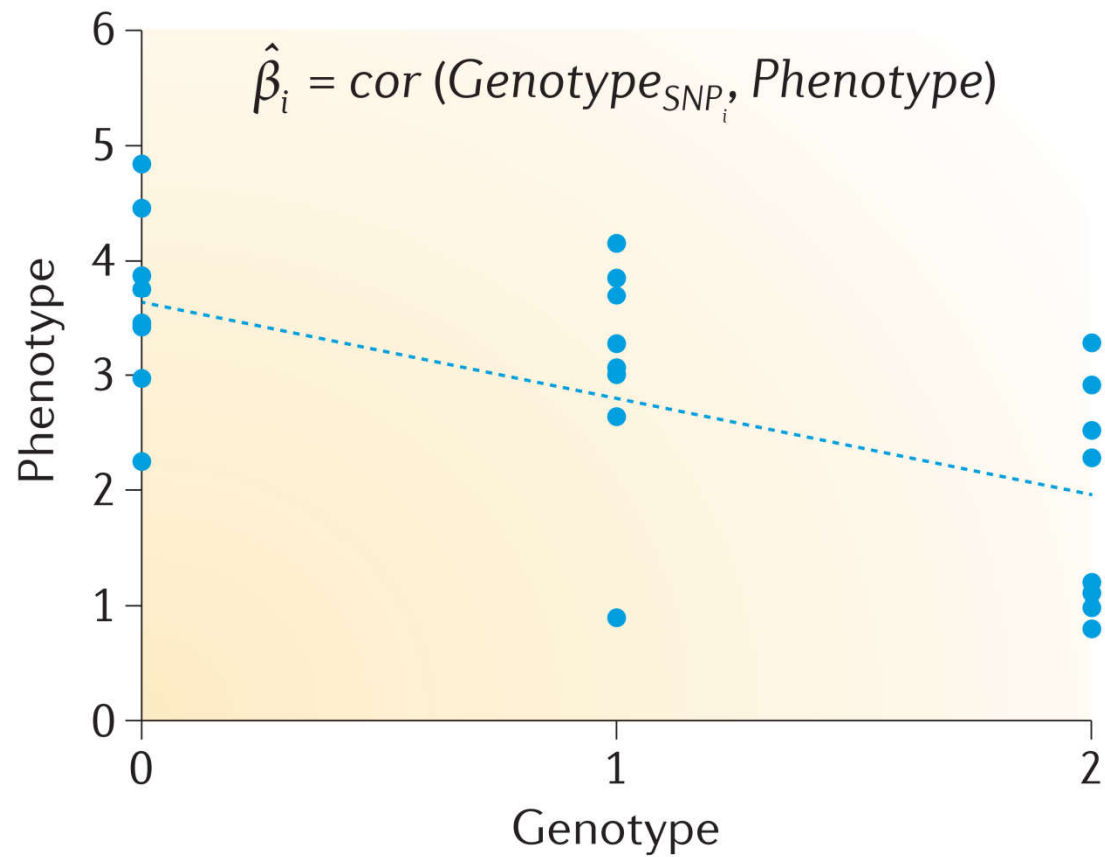 β̂ᵢ = cor (Genotype_SNPᵢ, Phenotype)
6
5
4
3
2
1
0
Phenotype
0 1 2
Genotype